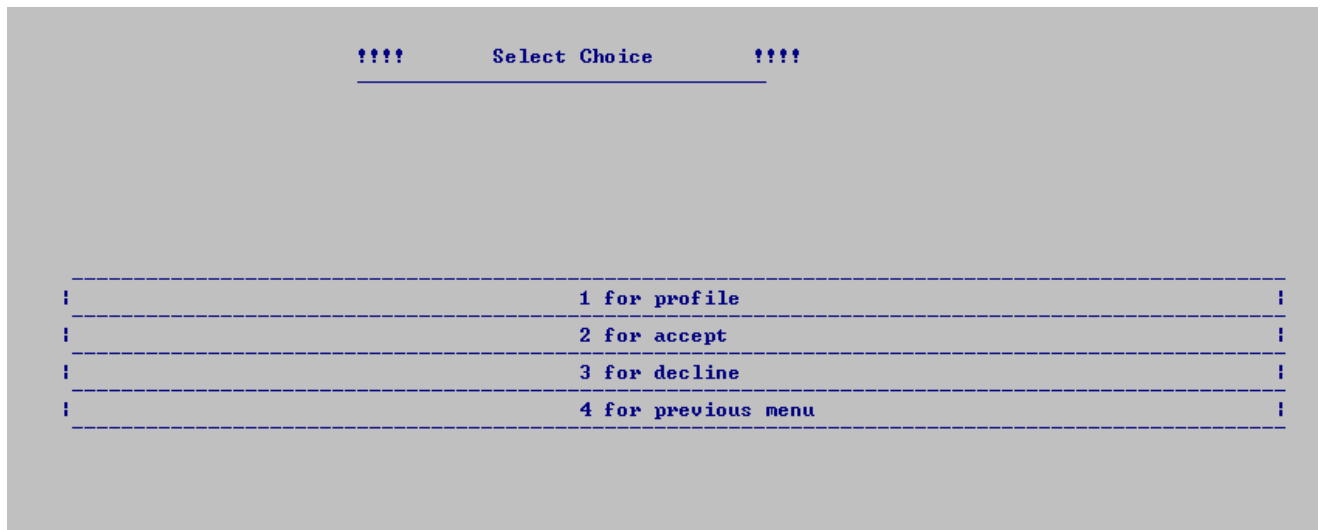 !!!! Select Choice !!!!
1 for profile
2 for accept
3 for decline
4 for previous menu